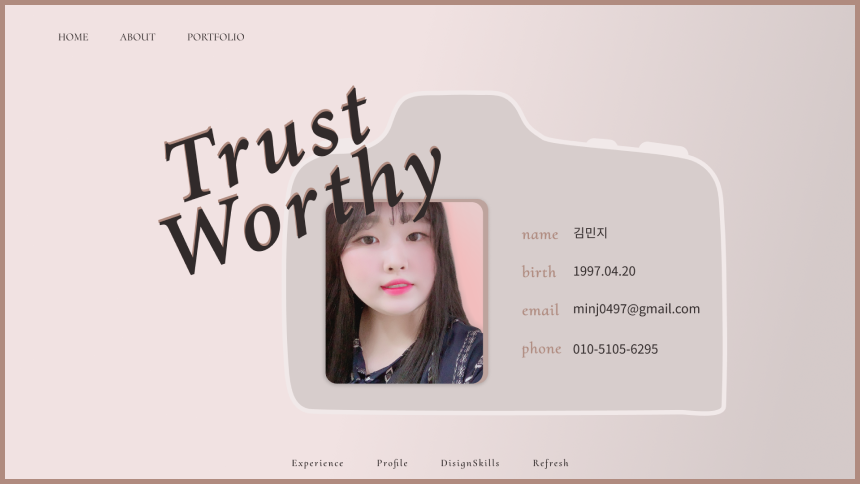 HOME ABOUT PORTFOLIO
Trust
Worthy
name 김민지
birth 1997.04.20
email minj0497@gmail.com
phone 010-5105-6295
Experience Profile DisignSkills Refresh